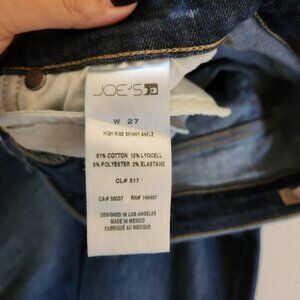 JOE'S
W 27
HIGH RISE SKINNY ANKLE
81% COTTON 12% LYOCELL
5% POLYESTER 2% ELASTANE
CL# 517
CA# 35037 RN# 149487
DESIGNED IN LOS ANGELES
MADE IN MEXICO
FABRIQUÉ AU MEXIQUE